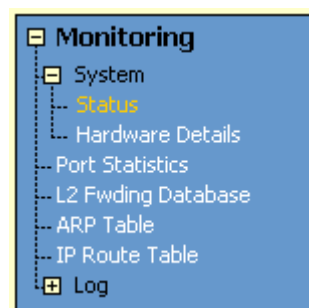 Monitoring
System
Status
Hardware Details
Port Statistics
L2 Fwding Database
ARP Table
IP Route Table
Log